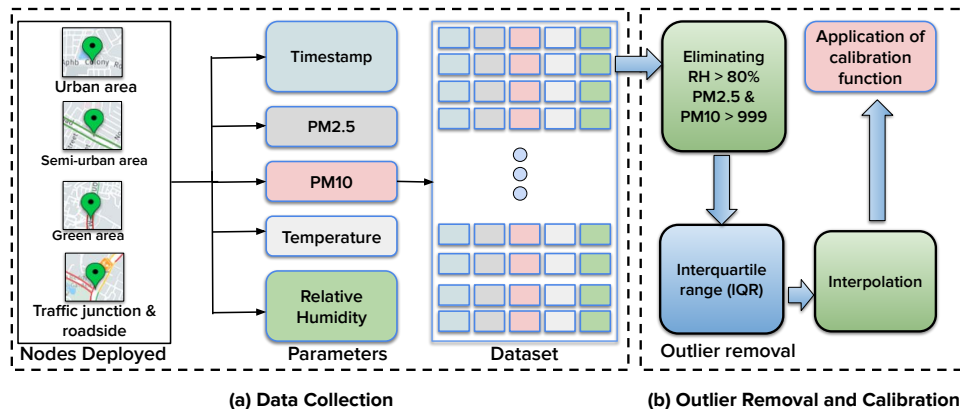 Urban area
Semi-urban area
Green area
Traffic junction &
roadside
Nodes Deployed
Timestamp
PM2.5
PM10
Temperature
Relative
Humidity
Parameters
Dataset
(a) Data Collection
Eliminating
RH > 80%
PM2.5 &
PM10 > 999
Application of
calibration
function
Interquartile
range (IQR)
Interpolation
Outlier removal
(b) Outlier Removal and Calibration